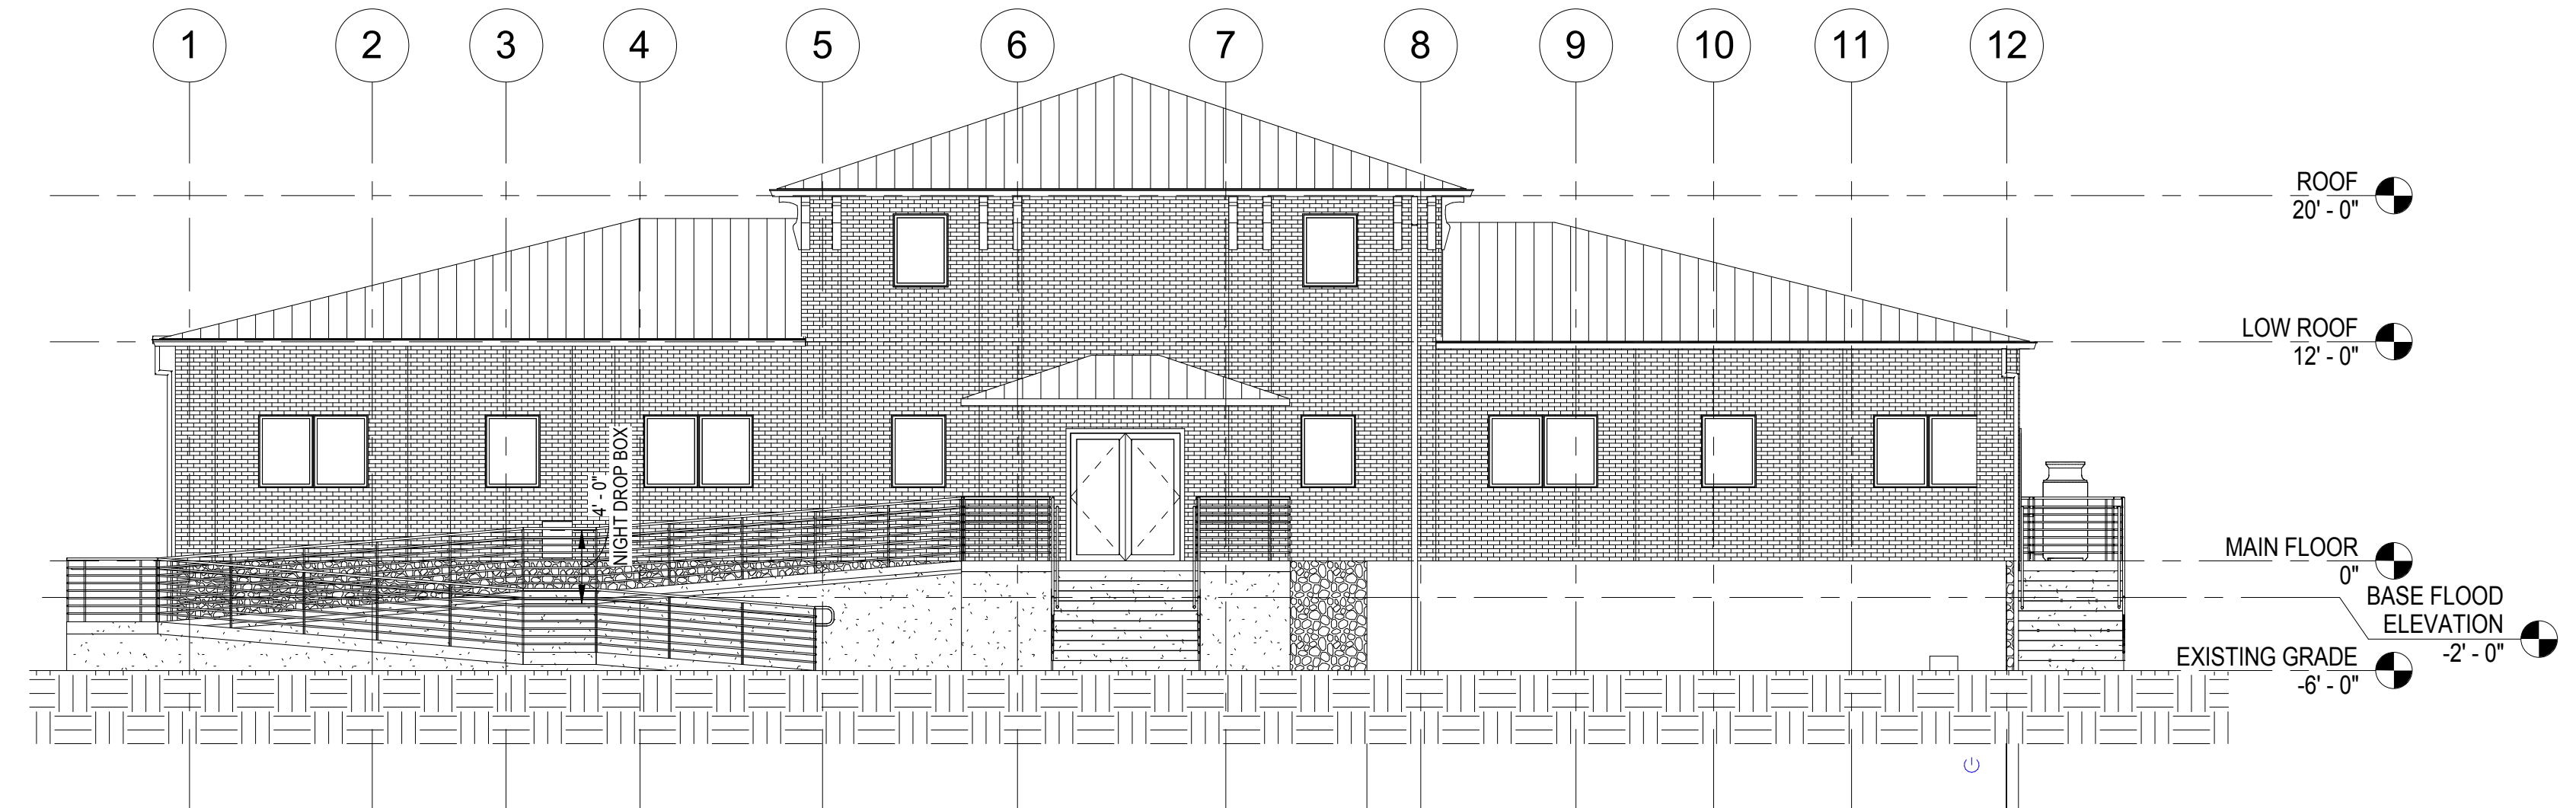 1 2 3 4 5 6 7 8 9 10 11 12
ROOF
20' - 0"
LOW ROOF
12' - 0"
4' - 0"
NIGHT DROP BOX
MAIN FLOOR
0"
BASE FLOOD
ELEVATION
-2' - 0"
EXISTING GRADE
-6' - 0"